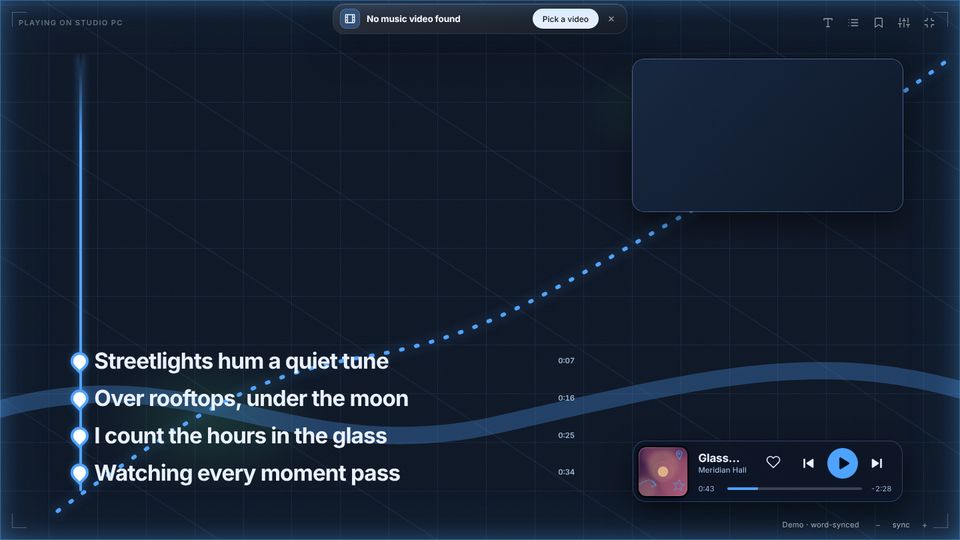 PLAYING ON STUDIO PC
No music video found
Pick a video
Streetlights hum a quiet tune
0:07
Over rooftops, under the moon
0:16
I count the hours in the glass
0:25
Watching every moment pass
0:34
Glass...
Meridian Hall
0:43
-2:28
Demo · word-synced
− sync +